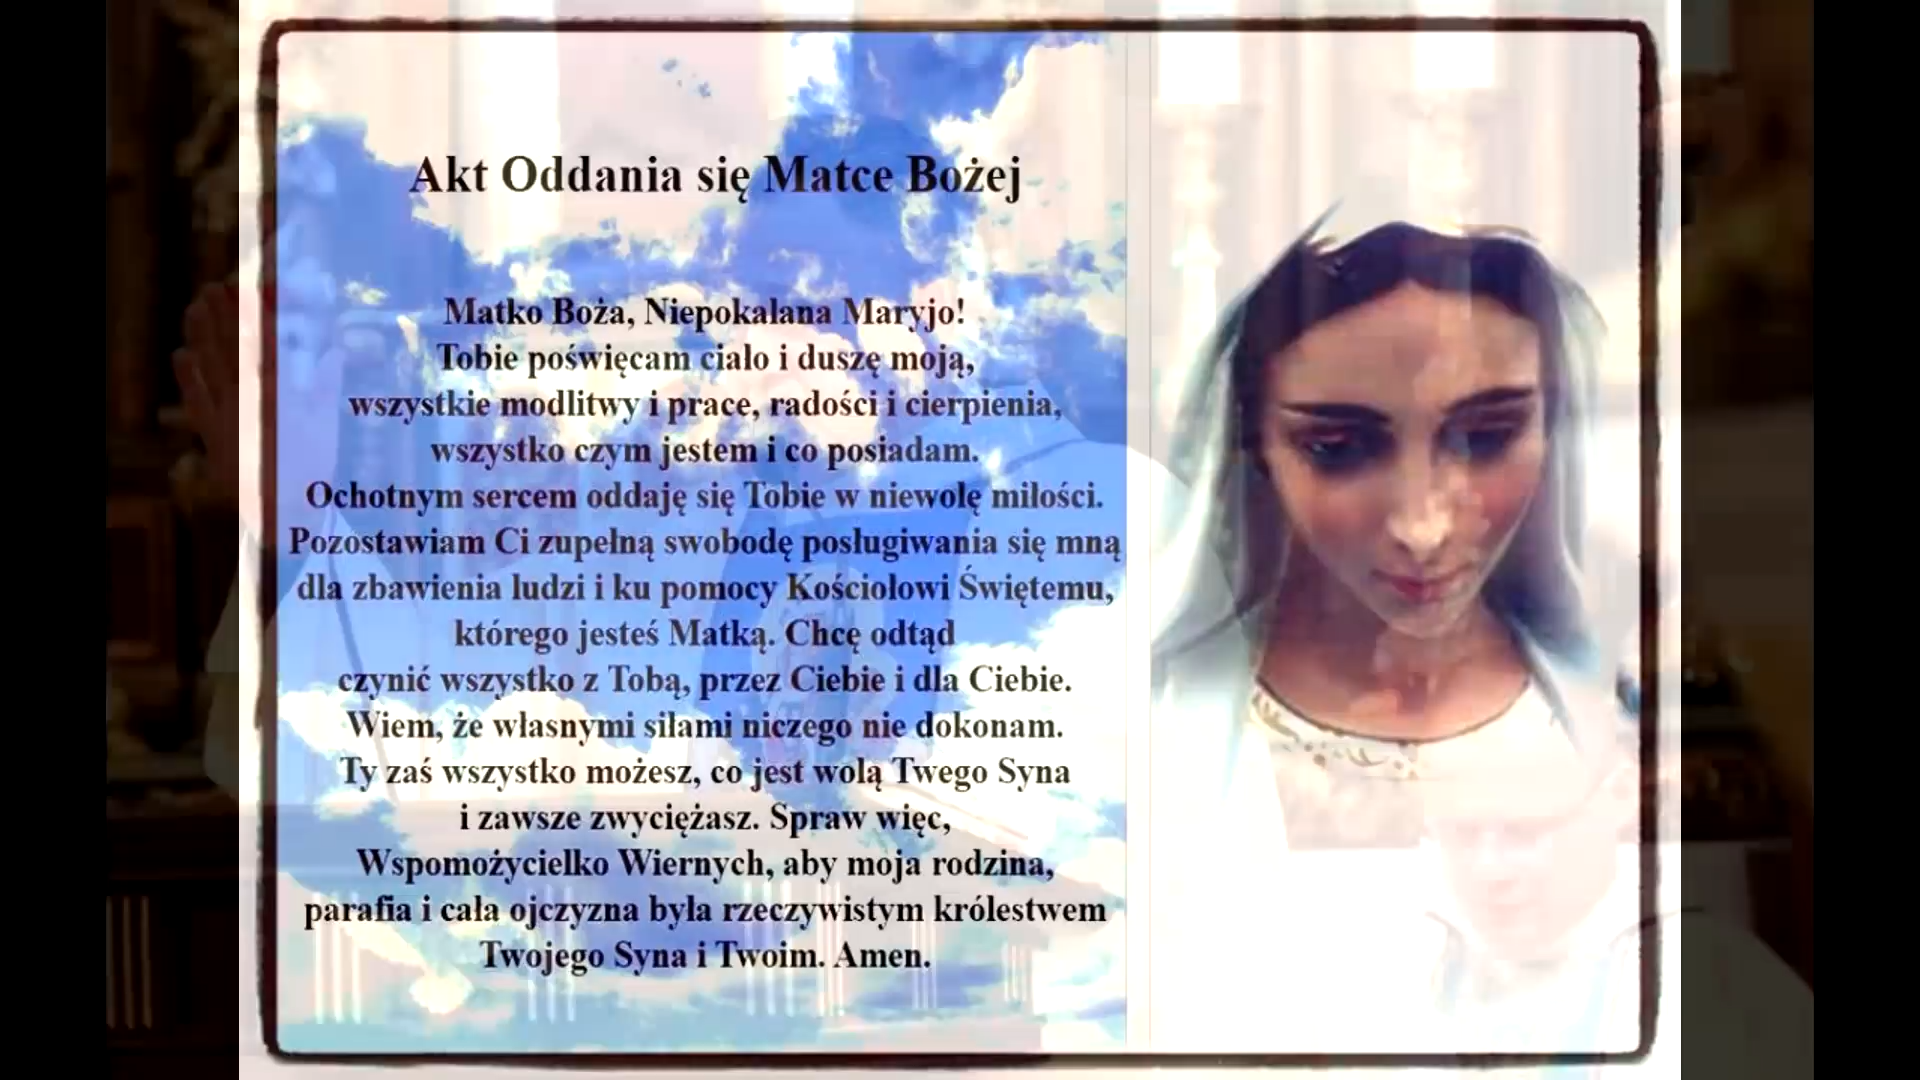 Akt Oddania się Matce Bożej
Matko Boża, Niepokalana Maryjo!
Tobie poświęcam ciało i duszę moją,
wszystkie modlitwy i prace, radości i cierpienia,
wszystko czym jestem i co posiadam.
Ochotnym sercem oddaję się Tobie w niewolę miłości.
Pozostawiam Ci zupełną swobodę posługiwania się mną
dla zbawienia ludzi i ku pomocy Kościołowi Świętemu,
którego jesteś Matką. Chcę odtąd
czynić wszystko z Tobą, przez Ciebie i dla Ciebie.
Wiem, że własnymi siłami niczego nie dokonam.
Ty zaś wszystko możesz, co jest wolą Twego Syna
i zawsze zwyciężasz. Spraw więc,
Wspomożycielko Wiernych, aby moja rodzina,
parafia i cała ojczyzna była rzeczywistym królestwem
Twojego Syna i Twoim. Amen.